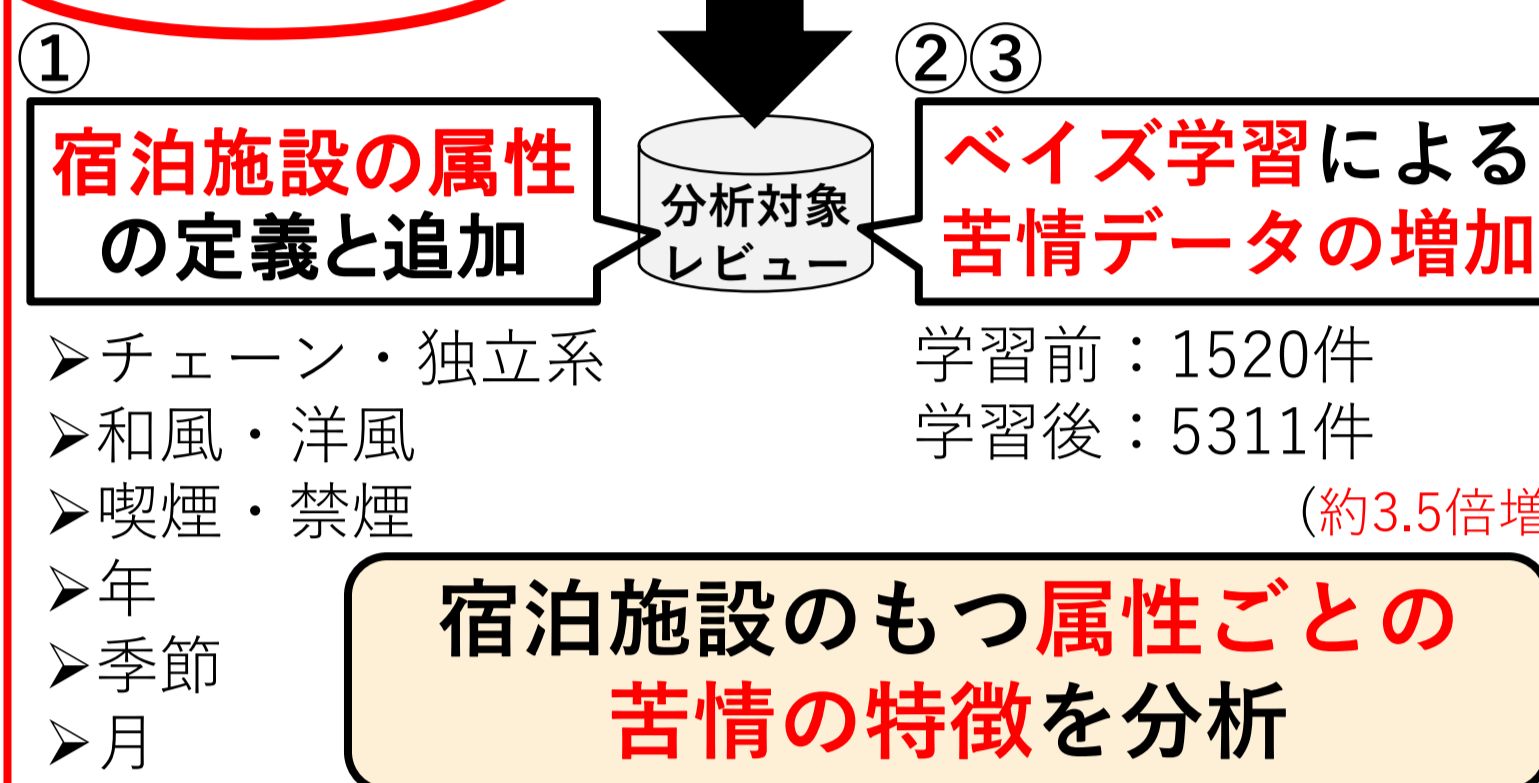 ①
宿泊施設の属性
の定義と追加
➢チェーン・独立系
➢和風・洋風
➢喫煙・禁煙
➢年
➢季節
➢月
分析対象
レビュー
②③
ベイズ学習による
苦情データの増加
学習前：1520件
学習後：5311件
(約3.5倍増
宿泊施設のもつ属性ごとの
苦情の特徴を分析